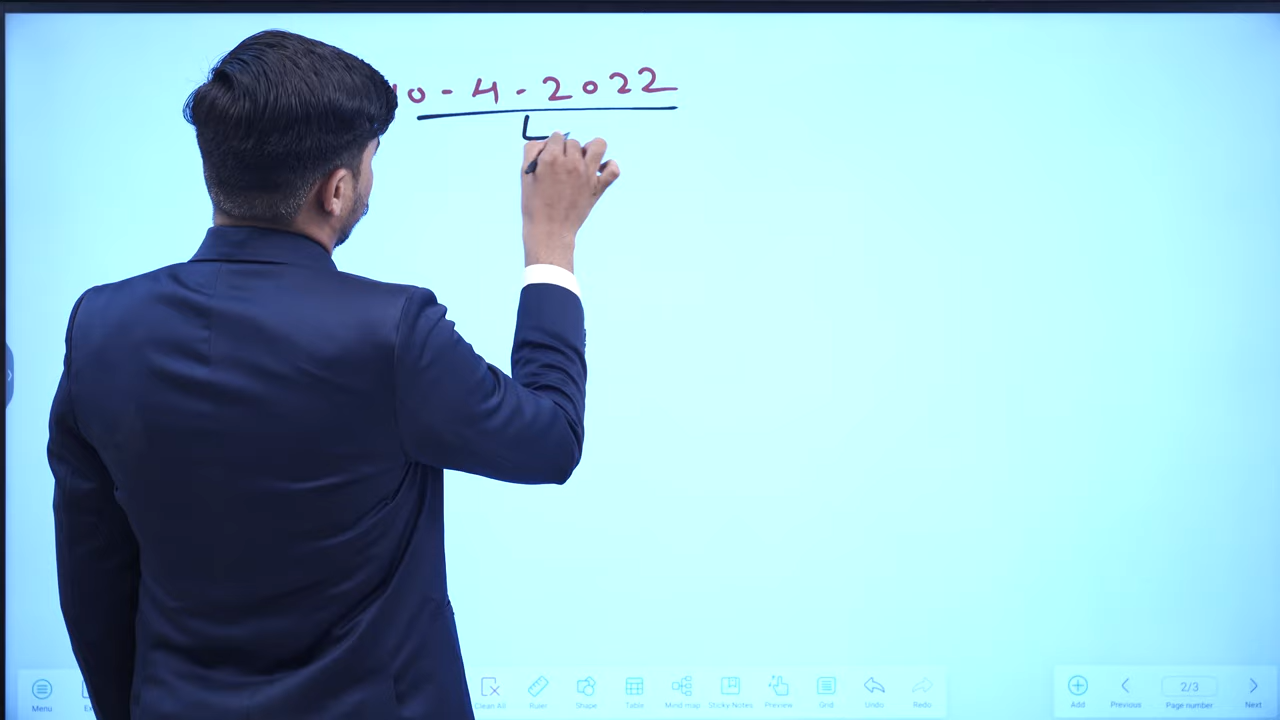 10-4-2022
Menu
Clean All
Ruler
Shape
Table
Mind map
Sticky Notes
Preview
Grid
Undo
Redo
Add
Previous
2/3
Page number
Next